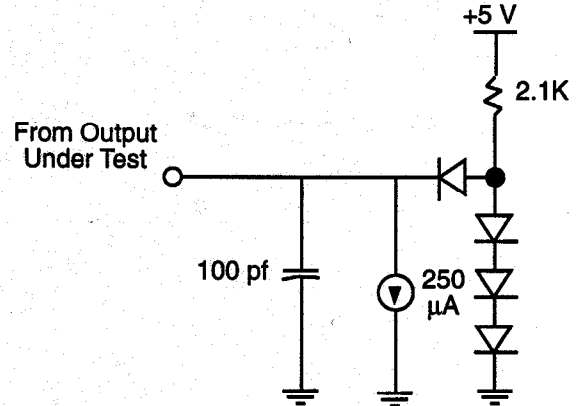 +5 V
2.1K
From Output
Under Test
100 pf
250
μA